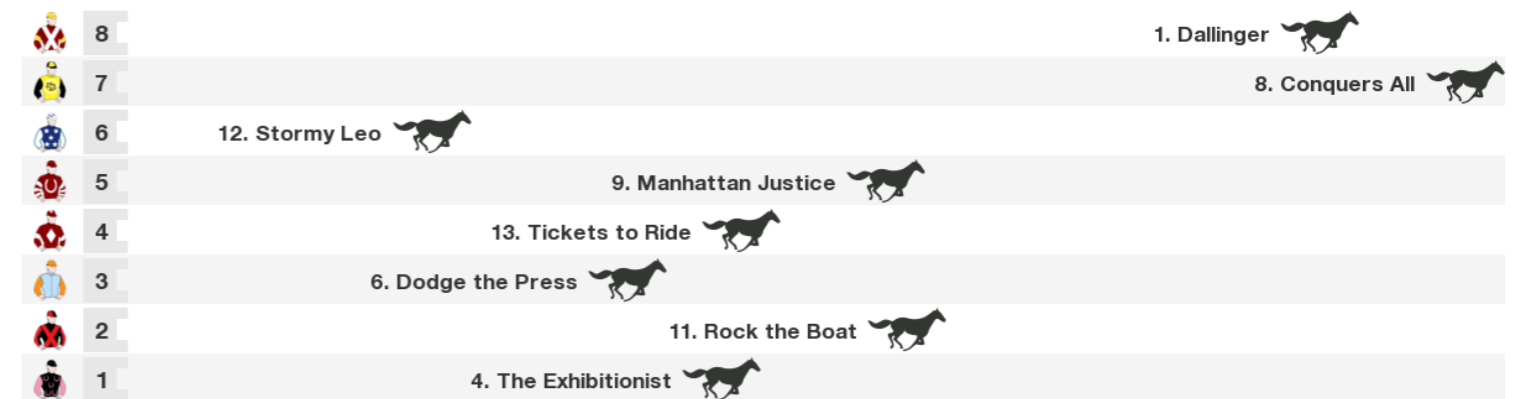 8 1. Dallinger
7 8. Conquers All
6 12. Stormy Leo
5 9. Manhattan Justice
4 13. Tickets to Ride
3 6. Dodge the Press
2 11. Rock the Boat
1 4. The Exhibitionist